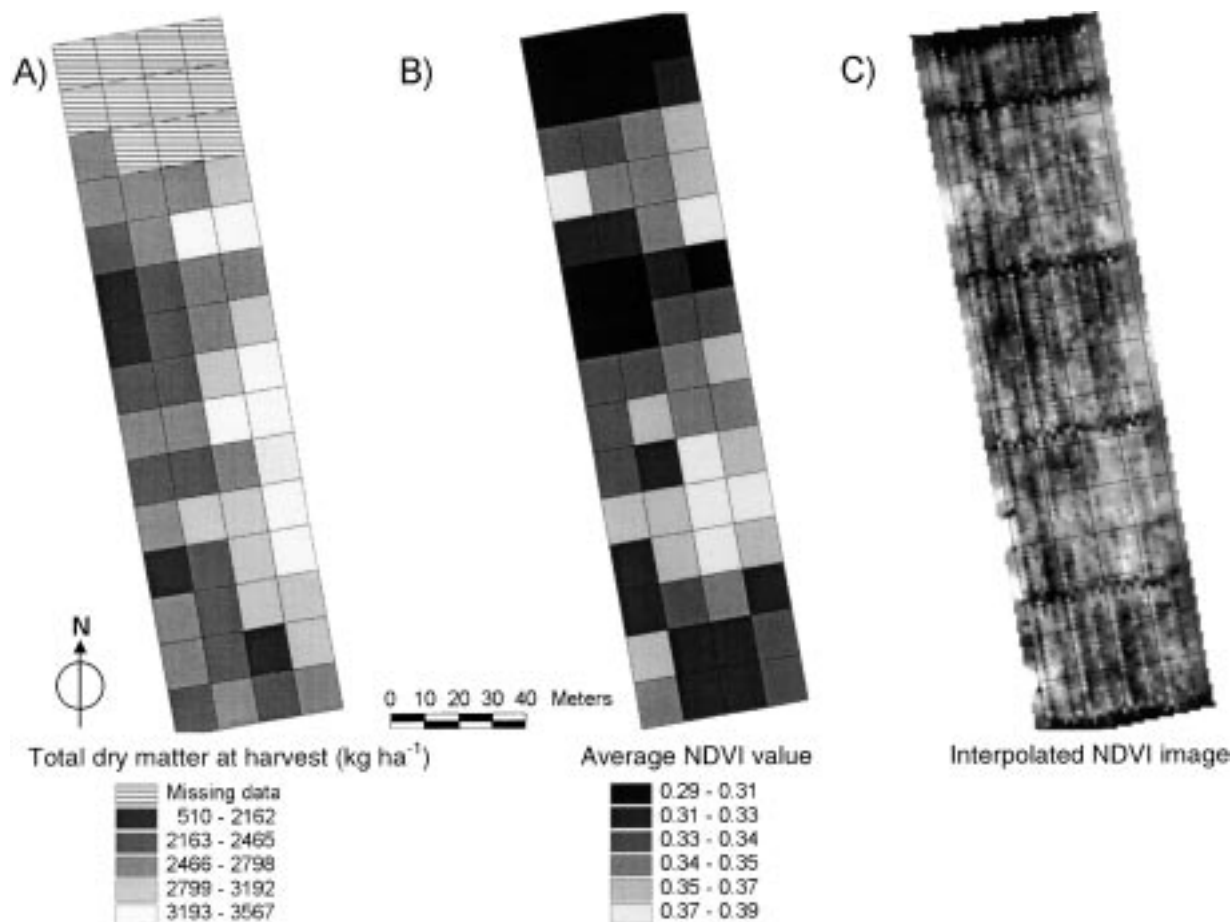 A)
B)
C)
N
0 10 20 30 40 Meters
Total dry matter at harvest (kg ha⁻¹)
Missing data
510 - 2162
2163 - 2465
2466 - 2798
2799 - 3192
3193 - 3567
Average NDVI value
0.29 - 0.31
0.31 - 0.33
0.33 - 0.34
0.34 - 0.35
0.35 - 0.37
0.37 - 0.39
Interpolated NDVI image